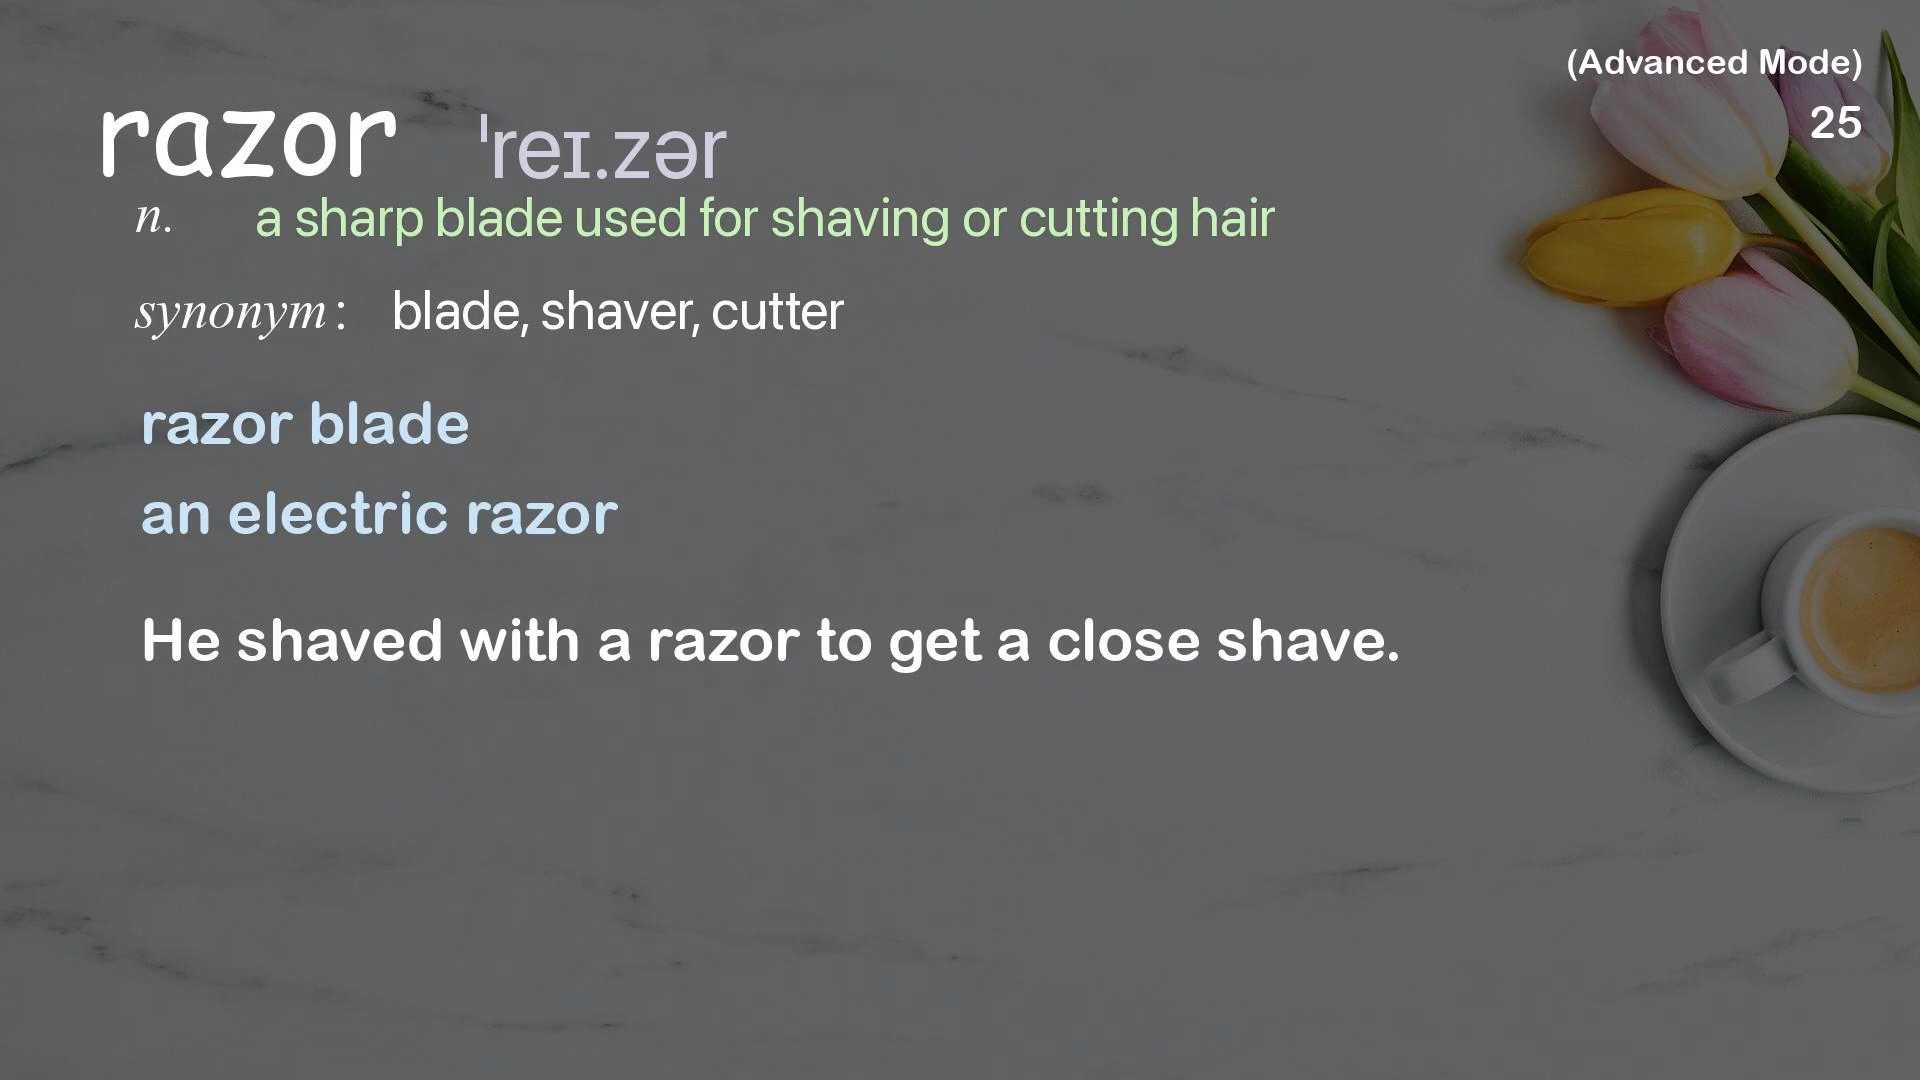 (Advanced Mode)
25
razor ˈreɪ.zər
n. a sharp blade used for shaving or cutting hair
synonym: blade, shaver, cutter
razor blade
an electric razor
He shaved with a razor to get a close shave.